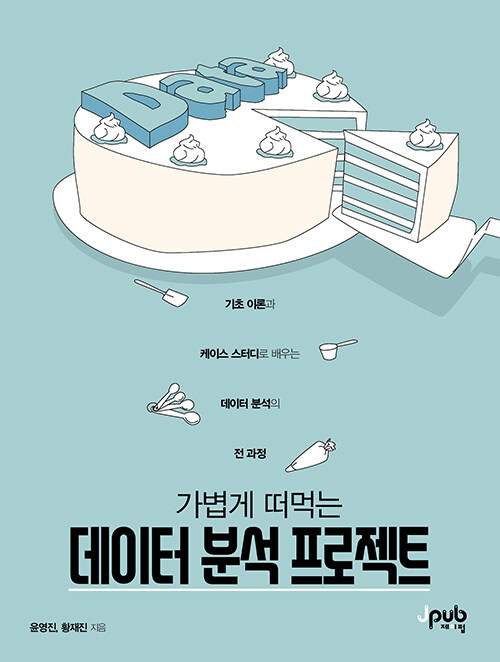 Data
기초 이론과
케이스 스터디로 배우는
데이터 분석의
전 과정
가볍게 떠먹는
데이터 분석 프로젝트
윤영진, 황재진 지음
Jpub
제이펍